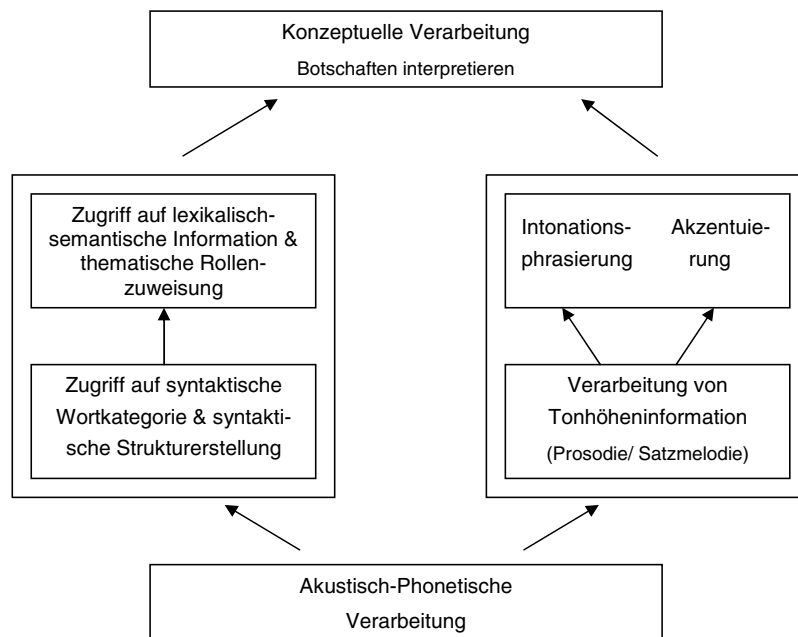 Konzeptuelle Verarbeitung
Botschaften interpretieren
Zugriff auf lexikalisch-
semantische Information &
thematische Rollen-
zuweisung
Intonations-
phrasierung
Akzentuie-
rung
Zugriff auf syntaktische
Wortkategorie & syntakti-
sche Strukturerstellung
Verarbeitung von
Tonhöheninformation
(Prosodie/ Satzmelodie)
Akustisch-Phonetische
Verarbeitung